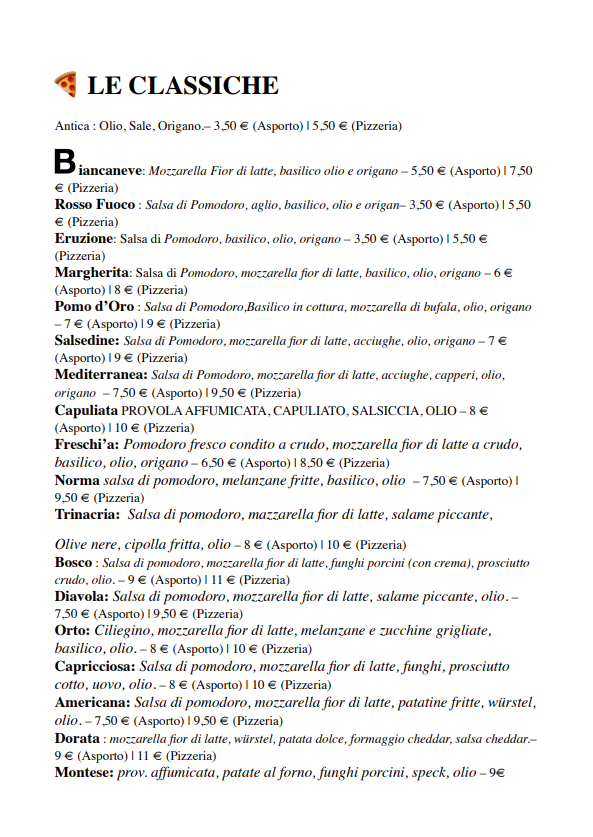 LE CLASSICHE
Antica : Olio, Sale, Origano.– 3,50 € (Asporto) | 5,50 € (Pizzeria)
Biancaneve: Mozzarella Fior di latte, basilico olio e origano – 5,50 € (Asporto) | 7,50
€ (Pizzeria)
Rosso Fuoco : Salsa di Pomodoro, aglio, basilico, olio e origan– 3,50 € (Asporto) | 5,50
€ (Pizzeria)
Eruzione: Salsa di Pomodoro, basilico, olio, origano – 3,50 € (Asporto) | 5,50 €
(Pizzeria)
Margherita: Salsa di Pomodoro, mozzarella fior di latte, basilico, olio, origano – 6 €
(Asporto) | 8 € (Pizzeria)
Pomo d’Oro : Salsa di Pomodoro,Basilico in cottura, mozzarella di bufala, olio, origano
– 7 € (Asporto) | 9 € (Pizzeria)
Salsedine: Salsa di Pomodoro, mozzarella fior di latte, acciughe, olio, origano – 7 €
(Asporto) | 9 € (Pizzeria)
Mediterranea: Salsa di Pomodoro, mozzarella fior di latte, acciughe, capperi, olio,
origano – 7,50 € (Asporto) | 9,50 € (Pizzeria)
Capuliata PROVOLA AFFUMICATA, CAPULIATO, SALSICCIA, OLIO – 8 €
(Asporto) | 10 € (Pizzeria)
Freschi’a: Pomodoro fresco condito a crudo, mozzarella fior di latte a crudo,
basilico, olio, origano – 6,50 € (Asporto) | 8,50 € (Pizzeria)
Norma salsa di pomodoro, melanzane fritte, basilico, olio – 7,50 € (Asporto) |
9,50 € (Pizzeria)
Trinacria: Salsa di pomodoro, mazzarella fior di latte, salame piccante,
Olive nere, cipolla fritta, olio – 8 € (Asporto) | 10 € (Pizzeria)
Bosco : Salsa di pomodoro, mozzarella fior di latte, funghi porcini (con crema), prosciutto
crudo, olio. – 9 € (Asporto) | 11 € (Pizzeria)
Diavola: Salsa di pomodoro, mozzarella fior di latte, salame piccante, olio. –
7,50 € (Asporto) | 9,50 € (Pizzeria)
Orto: Ciliegino, mozzarella fior di latte, melanzane e zucchine grigliate,
basilico, olio. – 8 € (Asporto) | 10 € (Pizzeria)
Capricciosa: Salsa di pomodoro, mozzarella fior di latte, funghi, prosciutto
cotto, uovo, olio. – 8 € (Asporto) | 10 € (Pizzeria)
Americana: Salsa di pomodoro, mozzarella fior di latte, patatine fritte, würstel,
olio. – 7,50 € (Asporto) | 9,50 € (Pizzeria)
Dorata : mozzarella fior di latte, würstel, patata dolce, formaggio cheddar, salsa cheddar.–
9 € (Asporto) | 11 € (Pizzeria)
Montese: prov. affumicata, patate al forno, funghi porcini, speck, olio – 9€